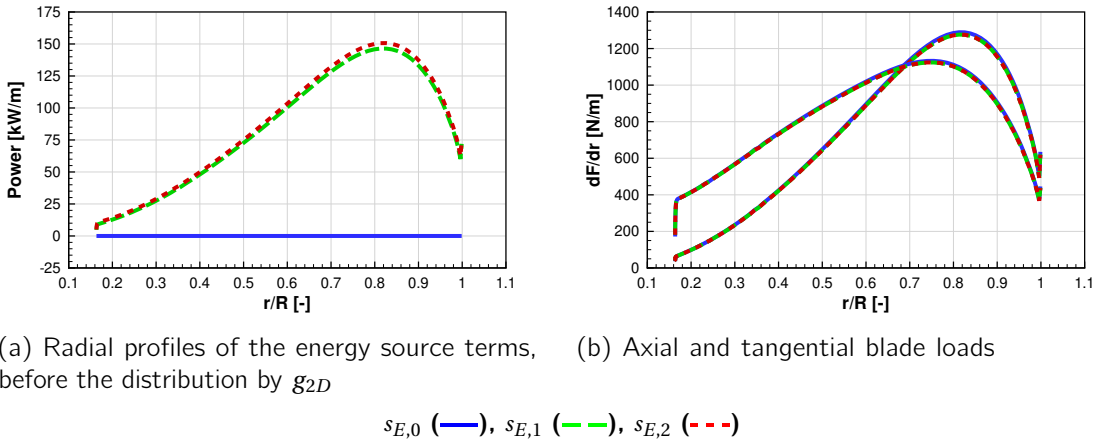 175
150
125
100
75
50
25
0
-25
Power [kW/m]
0.1 0.2 0.3 0.4 0.5 0.6 0.7 0.8 0.9 1 1.1
r/R [-]
1400
1200
1000
800
600
400
200
0
dF/dr [N/m]
0.1 0.2 0.3 0.4 0.5 0.6 0.7 0.8 0.9 1 1.1
r/R [-]
(a) Radial profiles of the energy source terms,
before the distribution by g2D
(b) Axial and tangential blade loads
sE,0 (——), sE,1 (— —), sE,2 (----)